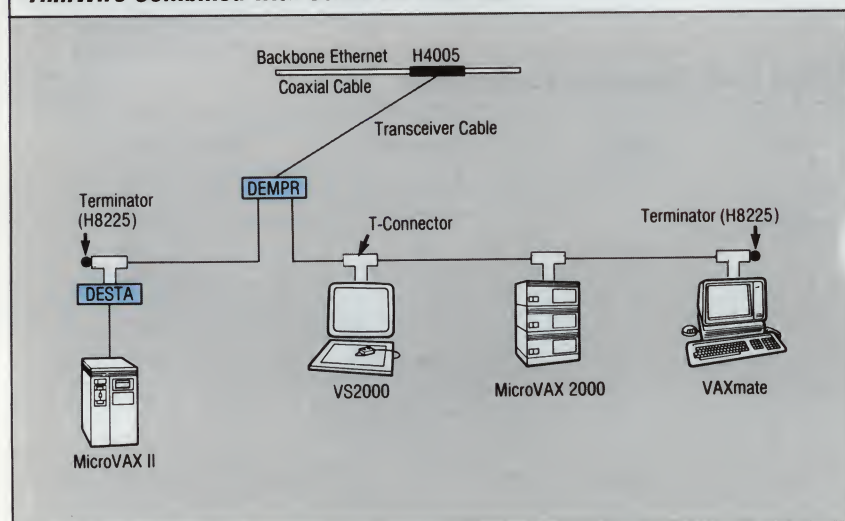 Backbone Ethernet H4005
Coaxial Cable
Transceiver Cable
DEMPR
Terminator
(H8225)
T-Connector
Terminator (H8225)
DESTA
VS2000
MicroVAX 2000
VAXmate
MicroVAX II